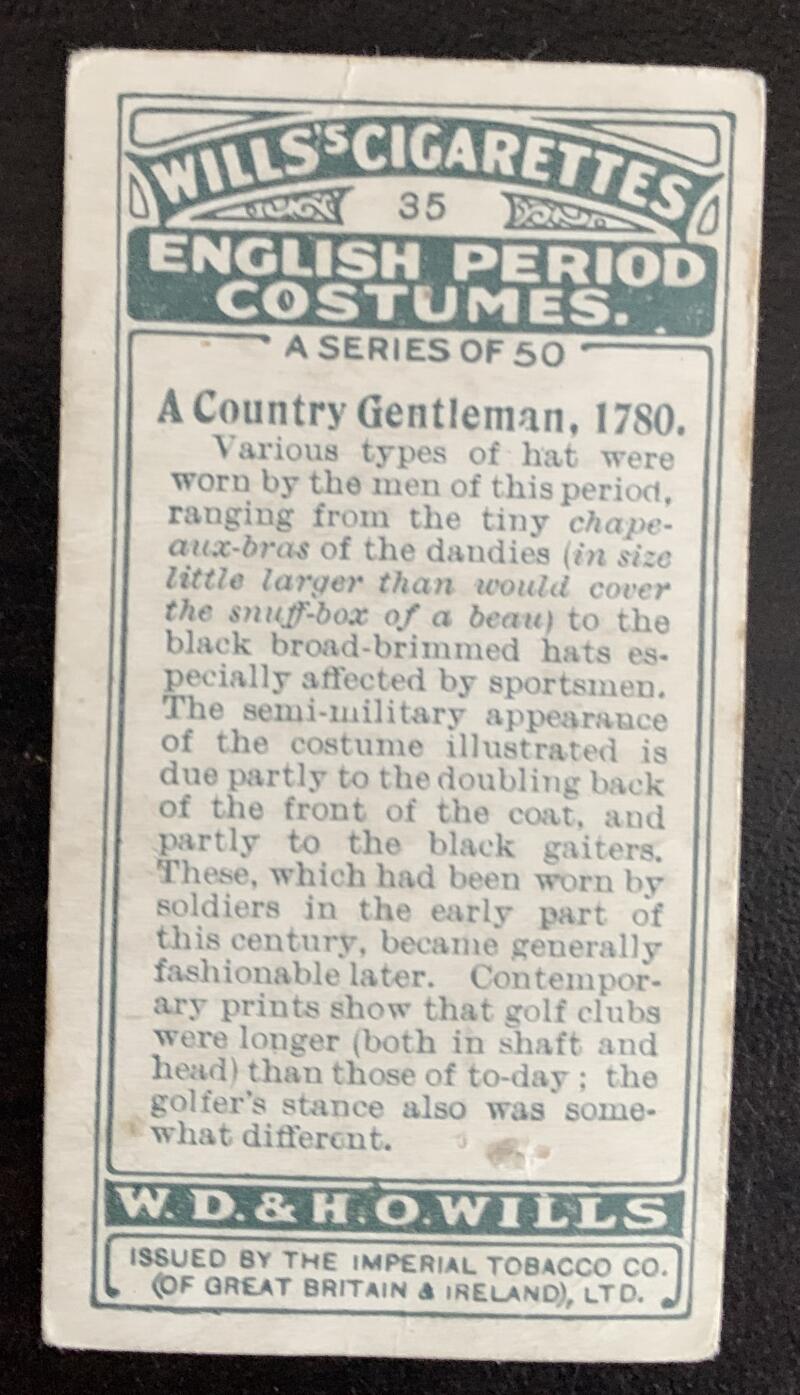 WILLS'S CIGARETTES
35
ENGLISH PERIOD
COSTUMES.
A SERIES OF 50
A Country Gentleman, 1780.
Various types of hat were
worn by the men of this period,
ranging from the tiny chape-
aux-bras of the dandies (in size
little larger than would cover
the snuff-box of a beau) to the
black broad-brimmed hats es-
pecially affected by sportsmen.
The semi-military appearance
of the costume illustrated is
due partly to the doubling back
of the front of the coat, and
partly to the black gaiters.
These, which had been worn by
soldiers in the early part of
this century, became generally
fashionable later. Contempor-
ary prints show that golf clubs
were longer (both in shaft and
head) than those of to-day; the
golfer's stance also was some-
what different.
W. D. & H. O. WILLS
ISSUED BY THE IMPERIAL TOBACCO CO.
(OF GREAT BRITAIN & IRELAND), LTD.